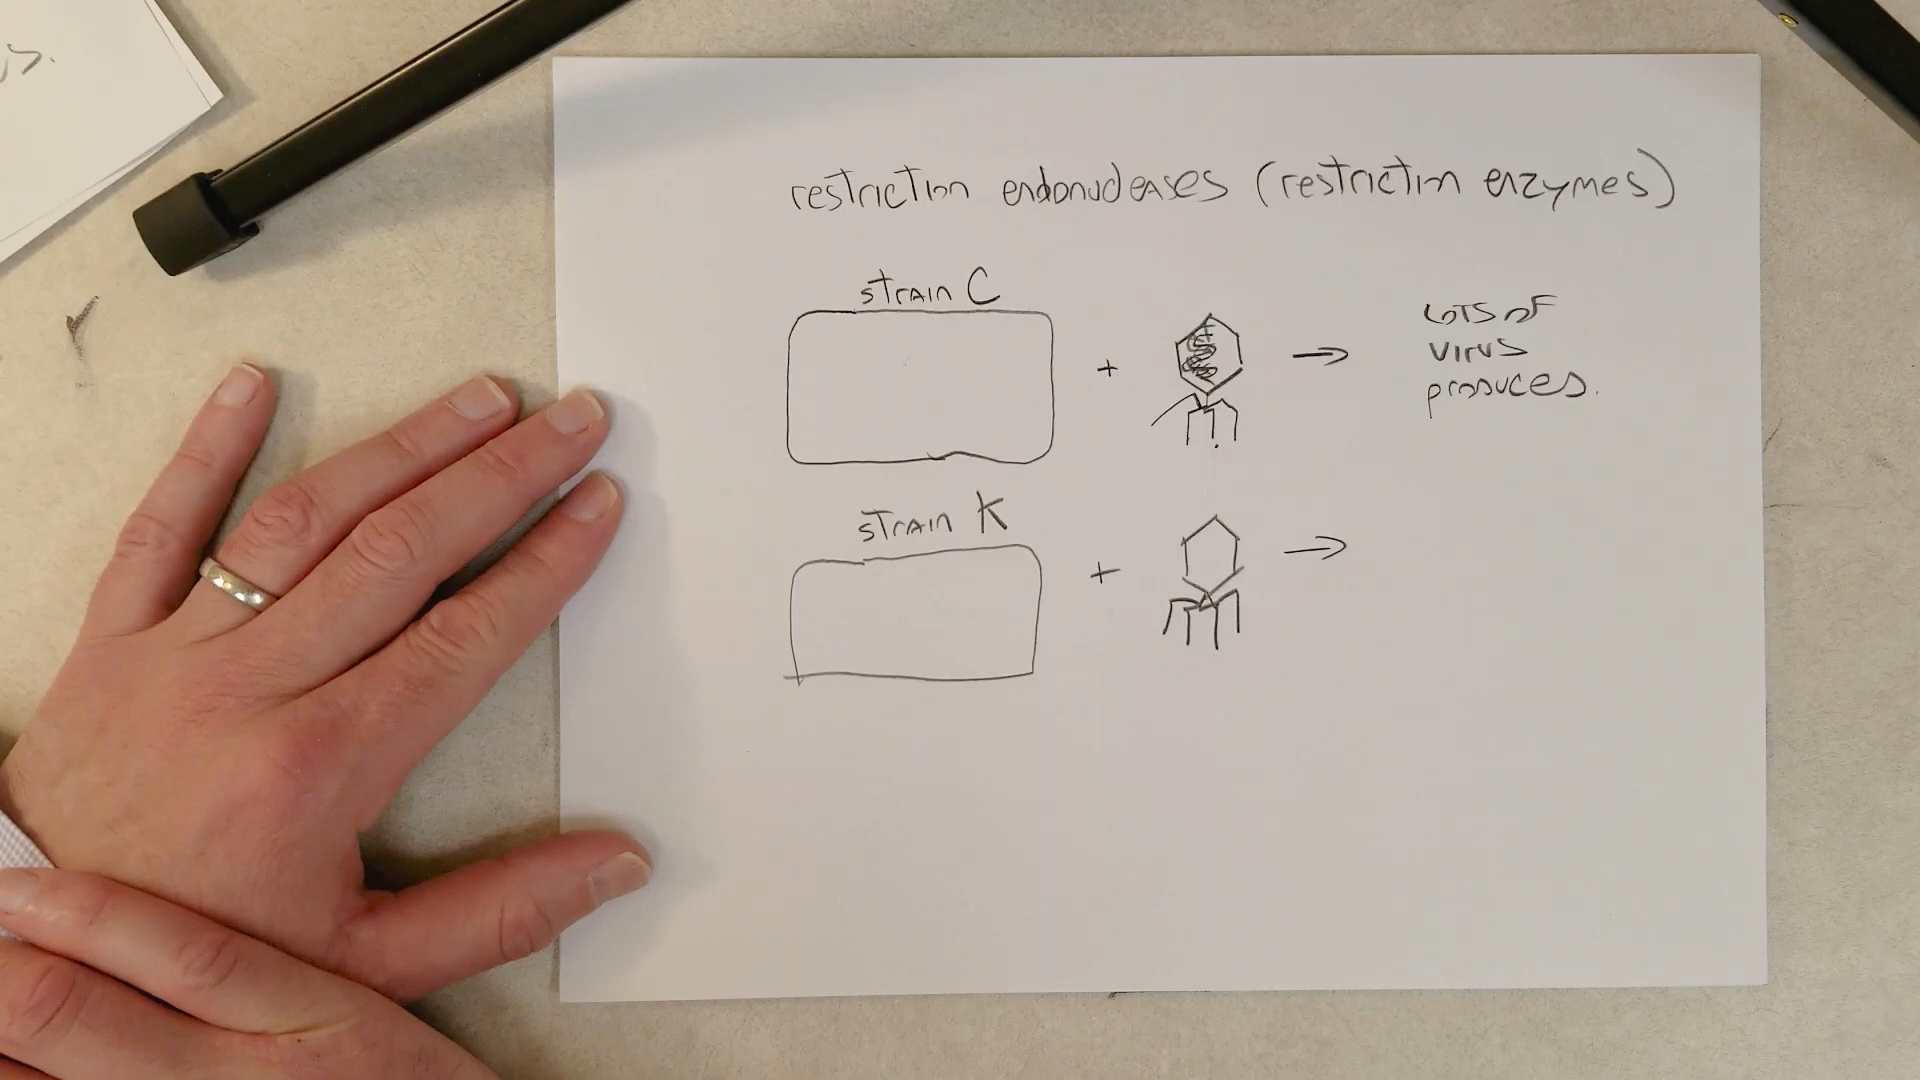 restriction endonucleases (restriction enzymes)
strain C
+
→
LOTS OF
VIRUS
produces.
strain K
+
→